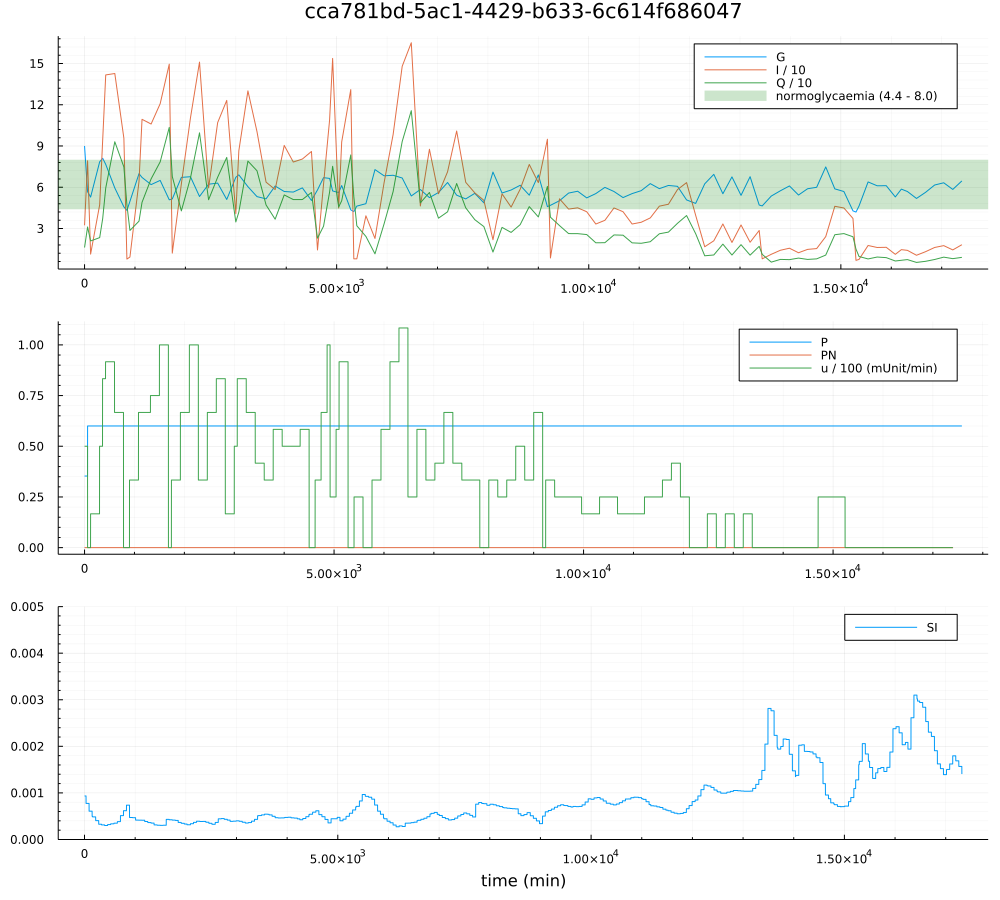 cca781bd-5ac1-4429-b633-6c614f686047
15
12
9
6
3
G
I / 10
Q / 10
normoglycaemia (4.4 - 8.0)
0
5.00×10³
1.00×10⁴
1.50×10⁴
1.00
0.75
0.50
0.25
0.00
P
PN
u / 100 (mUnit/min)
0
5.00×10³
1.00×10⁴
1.50×10⁴
0.005
0.004
0.003
0.002
0.001
0.000
SI
0
5.00×10³
1.00×10⁴
1.50×10⁴
time (min)